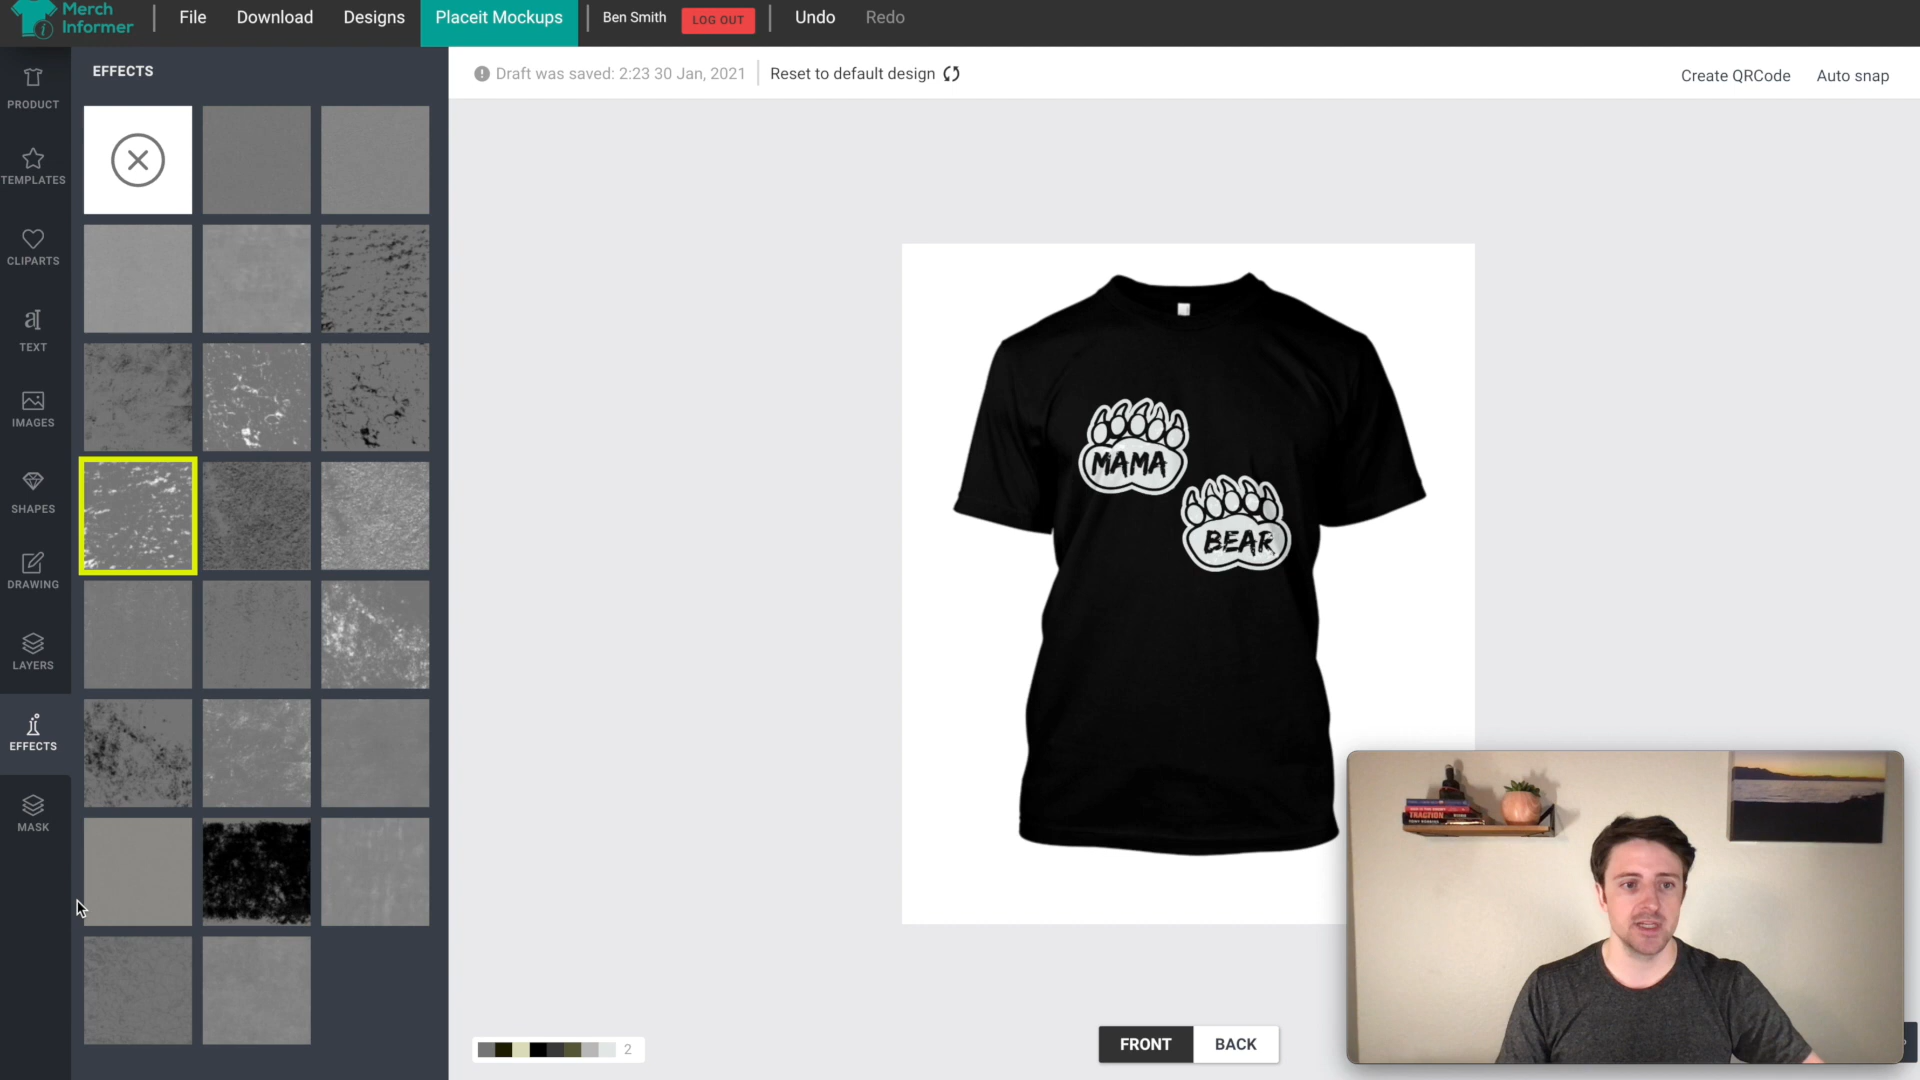 Merch
Informer
File
Download
Designs
Placeit Mockups
Ben Smith
LOG OUT
Undo
Redo
EFFECTS
Draft was saved: 2:23 30 Jan, 2021
Reset to default design
Create QRCode
Auto snap
PRODUCT
TEMPLATES
CLIPARTS
TEXT
IMAGES
SHAPES
DRAWING
LAYERS
EFFECTS
MASK
MAMA
BEAR
TRACTION
2
FRONT
BACK